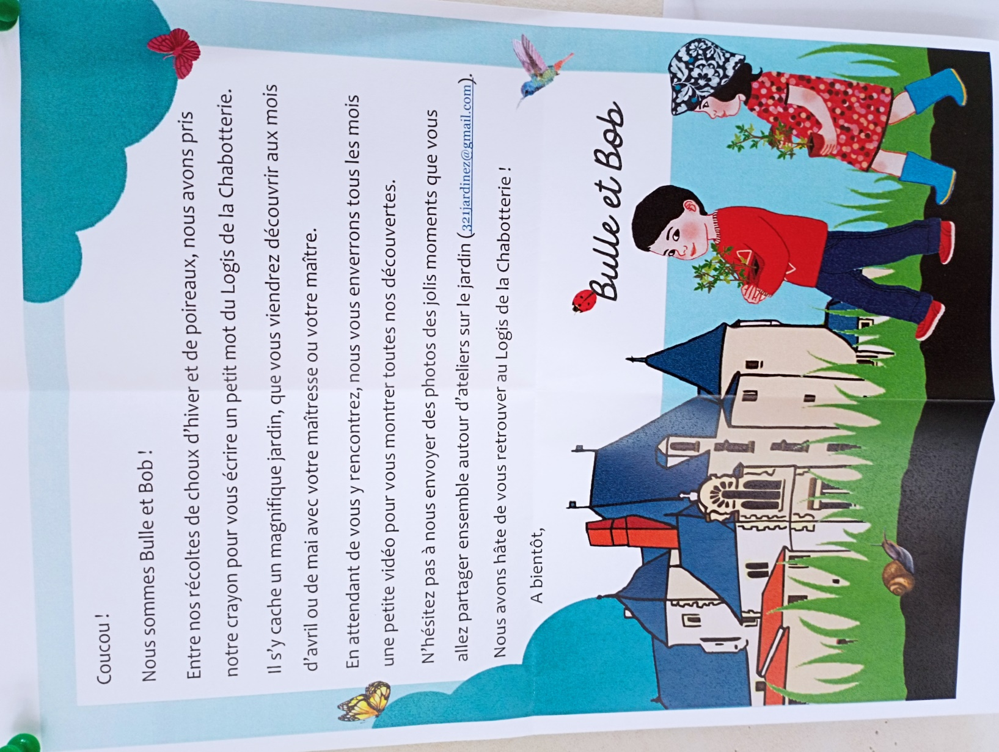 Coucou !
Nous sommes Bulle et Bob !
Entre nos récoltes de choux d’hiver et de poireaux, nous avons pris
notre crayon pour vous écrire un petit mot du Logis de la Chabotterie.
Il s’y cache un magnifique jardin, que vous viendrez découvrir aux mois
d’avril ou de mai avec votre maîtresse ou votre maître.
En attendant de vous y rencontrez, nous vous enverrons tous les mois
une petite vidéo pour vous montrer toutes nos découvertes.
N’hésitez pas à nous envoyer des photos des jolis moments que vous
allez partager ensemble autour d’ateliers sur le jardin (321jardinez@gmail.com).
Nous avons hâte de vous retrouver au Logis de la Chabotterie !
A bientôt,
Bulle et Bob